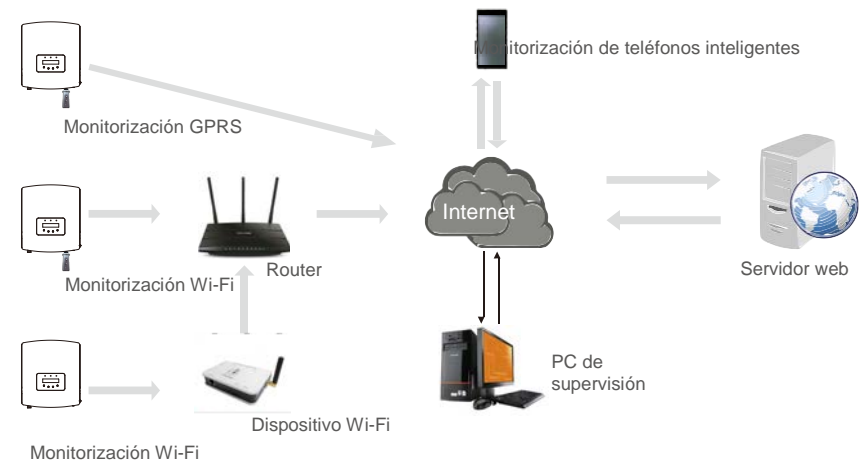 Monitorización de teléfonos inteligentes
Monitorización GPRS
Internet
Router
Monitorización Wi-Fi
Servidor web
PC de
supervisión
Dispositivo Wi-Fi
Monitorización Wi-Fi